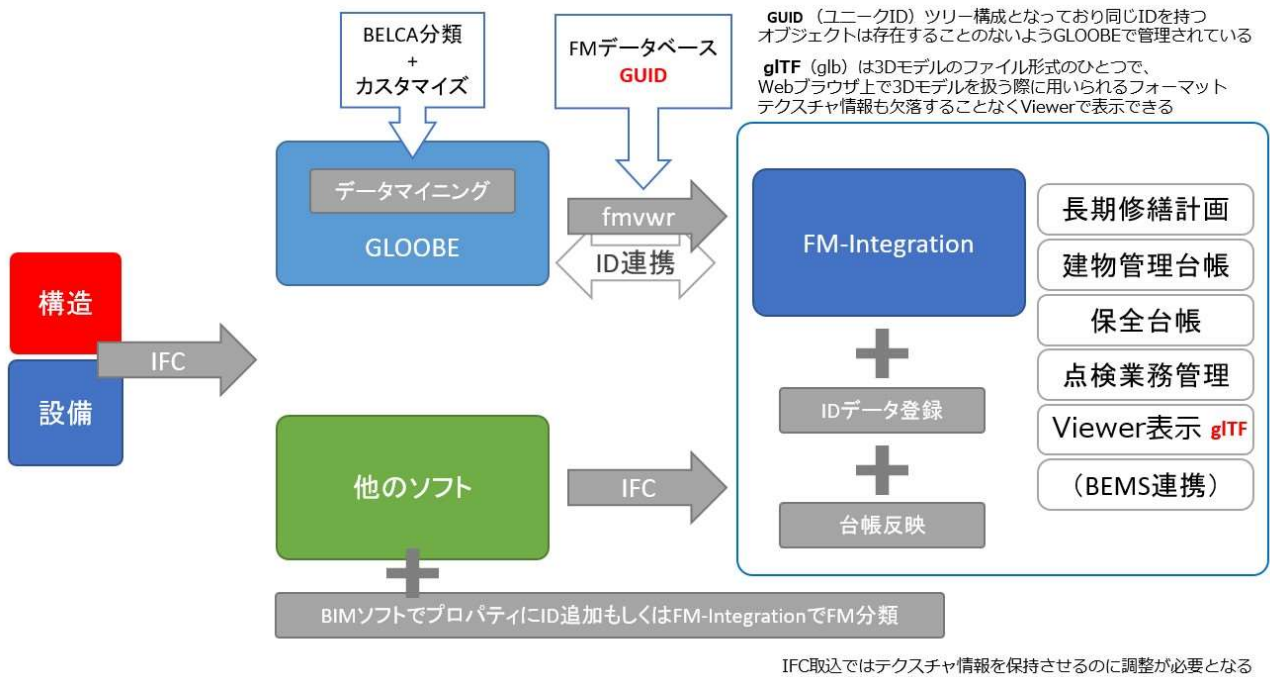 BELCA分類
+
カスタマイズ
FMデータベース
GUID
GUID （ユニークID）ツリー構成となっており同じIDを持つ
オブジェクトは存在することのないようGLOOBEで管理されている
glTF（glb）は3Dモデルのファイル形式のひとつで、
Webブラウザ上で3Dモデルを扱う際に用いられるフォーマット
テクスチャ情報も欠落することなくViewerで表示できる
データマイニング
GLOOBE
fmvwr
ID連携
FM-Integration
長期修繕計画
建物管理台帳
保全台帳
点検業務管理
Viewer表示 glTF
（BEMS連携）
構造
設備
IFC
IDデータ登録
台帳反映
他のソフト
IFC
BIMソフトでプロパティにID追加もしくはFM-IntegrationでFM分類
IFC取込ではテクスチャ情報を保持させるのに調整が必要となる